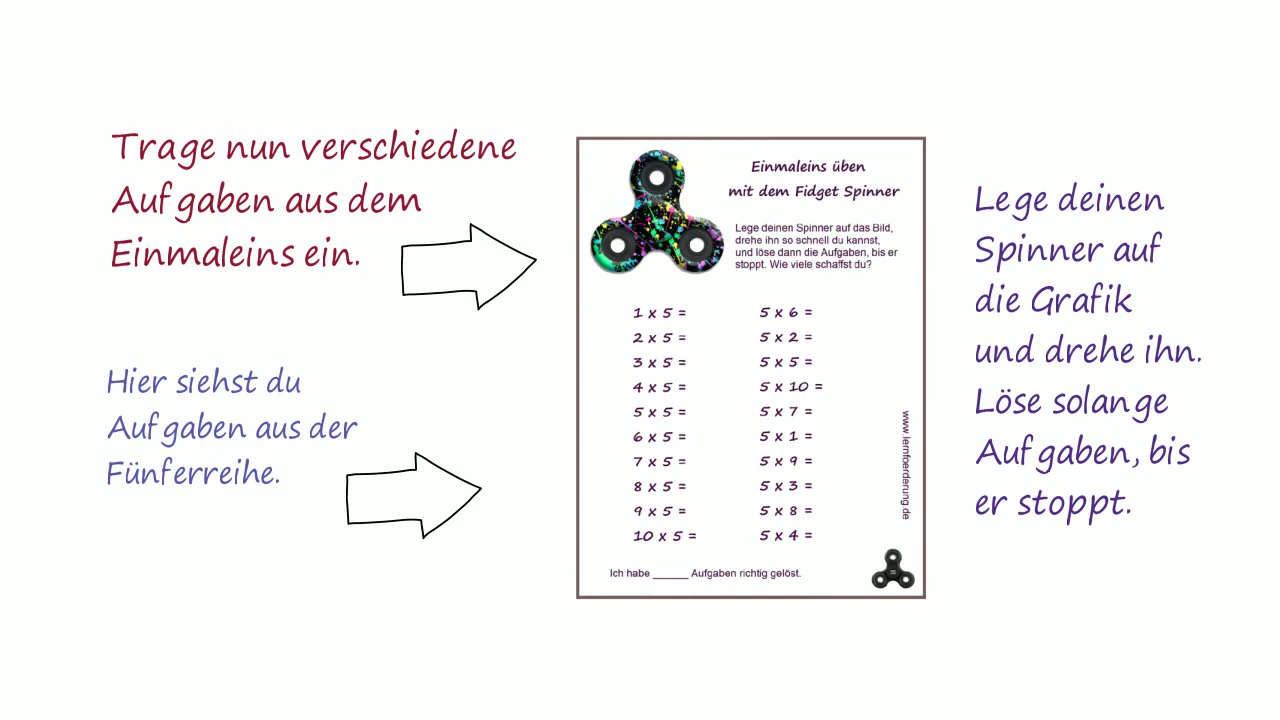 Trage nun verschiedene
Aufgaben aus dem
Einmaleins ein.
Hier siehst du
Aufgaben aus der
Fünferreihe.
Einmaleins üben
mit dem Fidget Spinner
Lege deinen Spinner auf das Bild,
drehe ihn so schnell du kannst,
und löse dann die Aufgaben, bis er
stoppt. Wie viele schaffst du?
1 x 5 =
2 x 5 =
3 x 5 =
4 x 5 =
5 x 5 =
6 x 5 =
7 x 5 =
8 x 5 =
9 x 5 =
10 x 5 =
5 x 6 =
5 x 2 =
5 x 5 =
5 x 10 =
5 x 7 =
5 x 1 =
5 x 9 =
5 x 3 =
5 x 8 =
5 x 4 =
www.lernfoerderung.de
Ich habe ______ Aufgaben richtig gelöst.
Lege deinen
Spinner auf
die Grafik
und drehe ihn.
Löse solange
Aufgaben, bis
er stoppt.